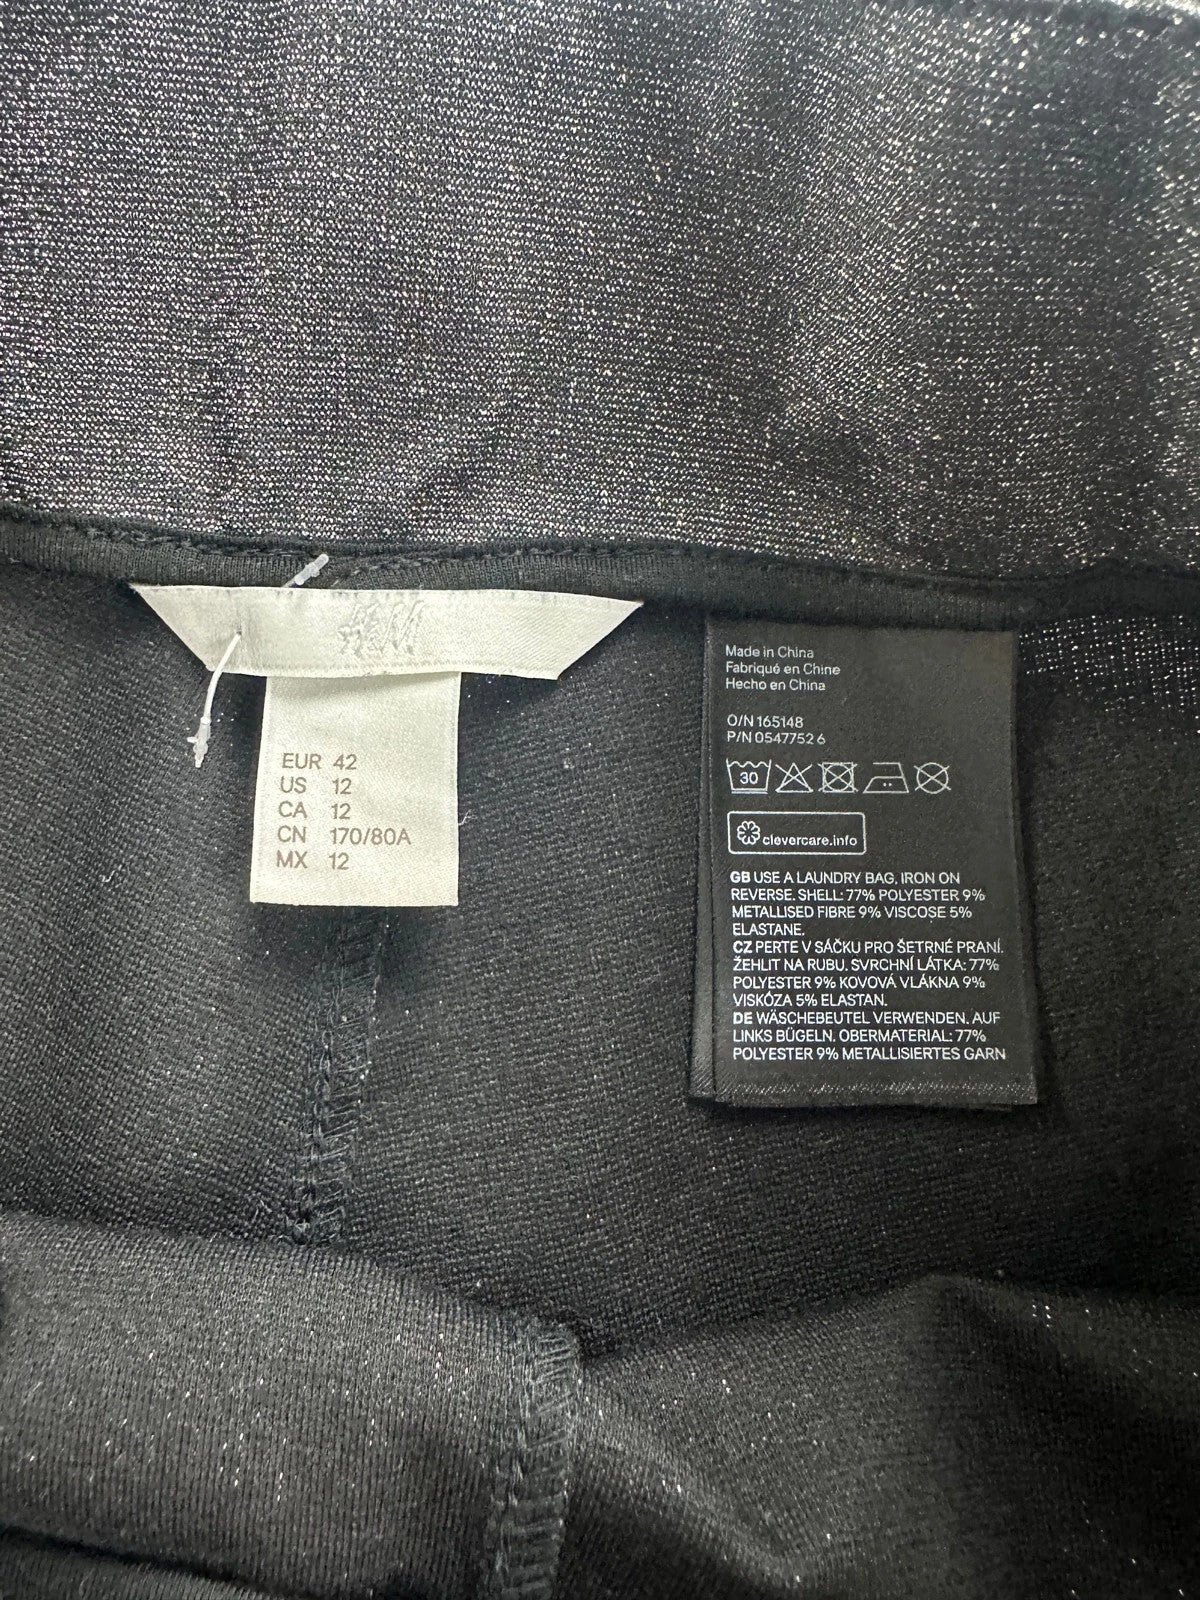 H&M
EUR 42
US 12
CA 12
CN 170/80A
MX 12
Made in China
Fabriqué en Chine
Hecho en China
O/N 165148
P/N 0547752 6
30
clevercare.info
GB USE A LAUNDRY BAG, IRON ON
REVERSE. SHELL: 77% POLYESTER 9%
METALLISED FIBRE 9% VISCOSE 5%
ELASTANE.
CZ PERTE V SÁČKU PRO ŠETRNÉ PRANÍ.
ŽEHLIT NA RUBU. SVRCHNÍ LÁTKA: 77%
POLYESTER 9% KOVOVÁ VLÁKNA 9%
VISKÓZA 5% ELASTAN.
DE WÄSCHEBEUTEL VERWENDEN. AUF
LINKS BÜGELN. OBERMATERIAL: 77%
POLYESTER 9% METALLISIERTES GARN